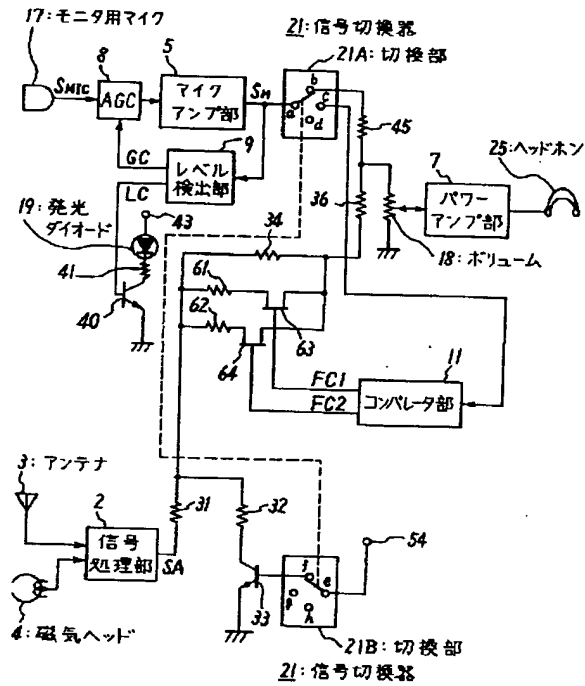 17:モニタ用マイク
SMIC
8
AGC
5
マイク
アンプ部
SM
21:信号切換器
21A:切換部
a
b
c
d
45
GC
LC
9
レベル
検出部
19:発光
ダイオード
43
41
40
36
7
パワー
アンプ部
25:ヘッドホン
18:ボリューム
34
61
62
63
64
FC1
FC2
11
コンパレータ部
3:アンテナ
2
信号
処理部
SA
31
32
33
54
4:磁気ヘッド
f
e
g
h
21B:切換部
21:信号切換器